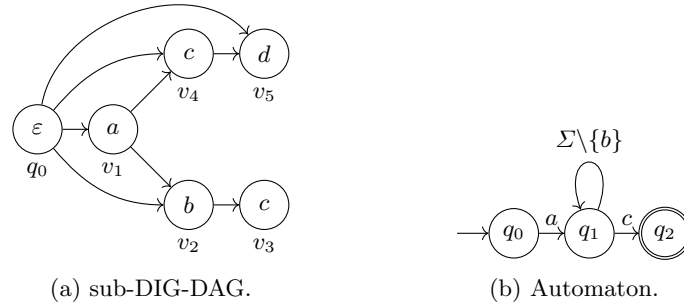 c d
v₄ v₅
ε a
q₀ v₁
b c
v₂ v₃
(a) sub-DIG-DAG.
Σ\{b}
q₀ a q₁ c q₂
(b) Automaton.